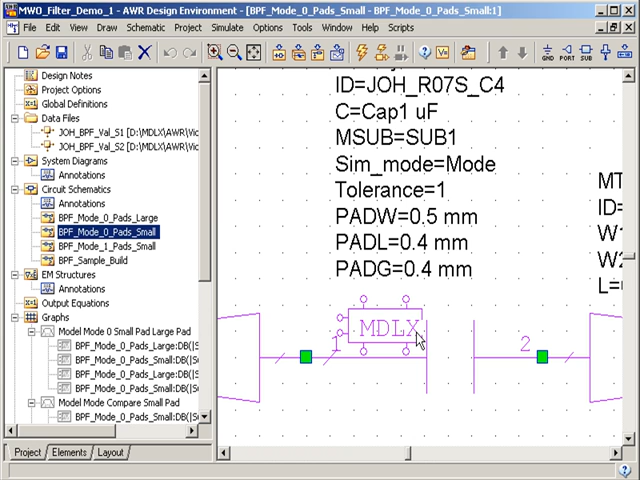 MWO_Filter_Demo_1 - AWR Design Environment - [BPF_Mode_0_Pads_Small - BPF_Mode_0_Pads_Small:1]
File Edit View Draw Schematic Project Simulate Options Tools Window Help Scripts
GND PORT SUB
Design Notes
Project Options
Global Definitions
Data Files
JOH_BPF_Val_S1 [D:\MDLX\AWR\Vic
JOH_BPF_Val_S2 [D:\MDLX\AWR\Vic
System Diagrams
Annotations
Circuit Schematics
Annotations
BPF_Mode_0_Pads_Large
BPF_Mode_0_Pads_Small
BPF_Mode_1_Pads_Small
BPF_Sample_Build
EM Structures
Annotations
Output Equations
Graphs
Model Mode 0 Small Pad Large Pad
BPF_Mode_0_Pads_Large:DB(|S
BPF_Mode_0_Pads_Small:DB(|S
BPF_Mode_0_Pads_Large:DB(|S
BPF_Mode_0_Pads_Small:DB(|S
Model Mode Compare Small Pad
BPF_Mode_0_Pads_Small:DB(|S
Project Elements Layout
ID=JOH_R07S_C4
C=Cap1 uF
MSUB=SUB1
Sim_mode=Mode
Tolerance=1
PADW=0.5 mm
PADL=0.4 mm
PADG=0.4 mm
MT
ID=
W1
W2
L=
MDLX
1
2